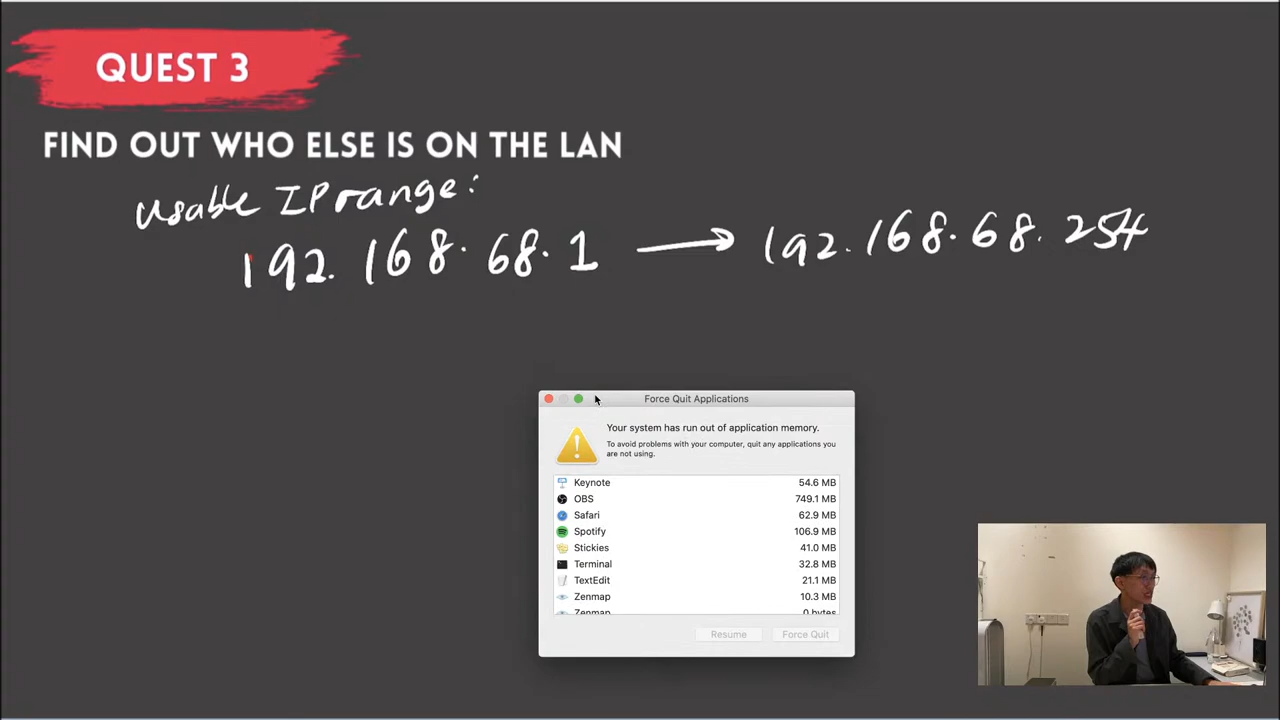 QUEST 3
FIND OUT WHO ELSE IS ON THE LAN
Usable IP range:
192.168.68.1 → 192.168.68.254
Force Quit Applications
Your system has run out of application memory.
To avoid problems with your computer, quit any applications you
are not using.
Keynote 54.6 MB
OBS 749.1 MB
Safari 62.9 MB
Spotify 106.9 MB
Stickies 41.0 MB
Terminal 32.8 MB
TextEdit 21.1 MB
Zenmap 10.3 MB
Zenmap 0 bytes
Resume Force Quit